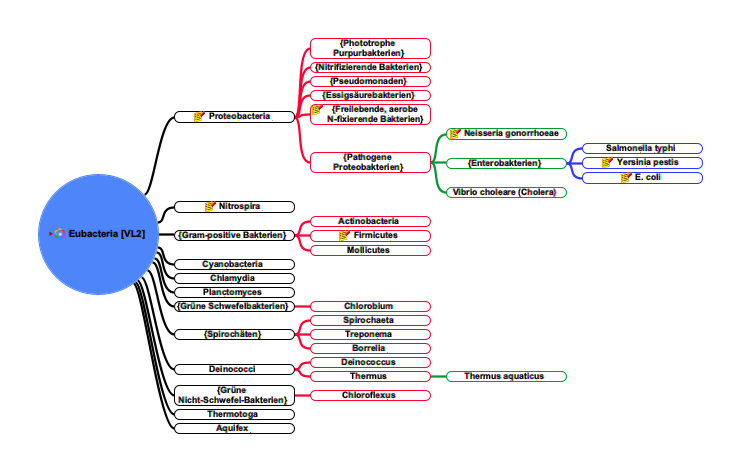 Eubacteria [VL2]
Proteobacteria
{Phototrophe
Purpurbakterien}
{Nitrifizierende Bakterien}
{Pseudomonaden}
{Essigsäurebakterien}
{Freilebende, aerobe
N-fixierende Bakterien}
{Pathogene
Proteobakterien}
Neisseria gonorrhoeae
{Enterobakterien}
Salmonella typhi
Yersinia pestis
E. coli
Vibrio choleare (Cholera)
Nitrospira
{Gram-positive Bakterien}
Actinobacteria
Firmicutes
Mollicutes
Cyanobacteria
Chlamydia
Planctomyces
{Grüne Schwefelbakterien}
Chlorobium
{Spirochäten}
Spirochaeta
Treponema
Borrelia
Deinococci
Deinococcus
Thermus
Thermus aquaticus
{Grüne
Nicht-Schwefel-Bakterien}
Chloroflexus
Thermotoga
Aquifex